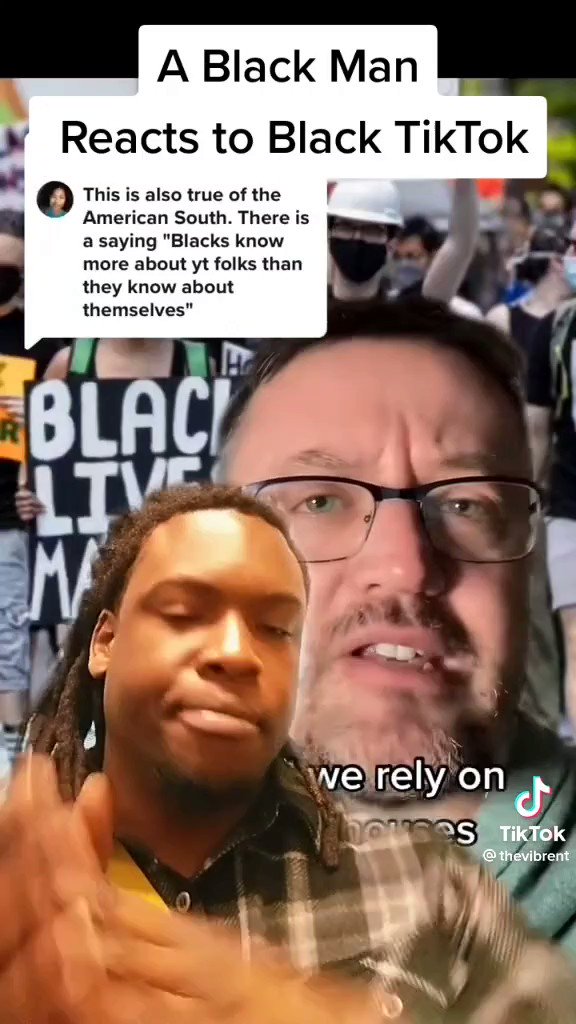 A Black Man
Reacts to Black TikTok
This is also true of the
American South. There is
a saying "Blacks know
more about yt folks than
they know about
themselves"
BLAC
LIV
MA
we rely on
TikTok
@thevibrent